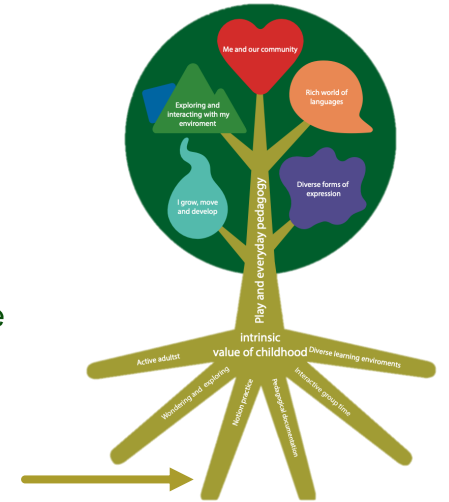 Me and our community
Exploring and
interacting with my
enviroment
Rich world of
languages
i grow, move
and develop
Diverse forms of
expression
Play and everyday pedagogy
e
intrinsic
value of childhood
Active adultst
Wondering and exploring
Notion practice
Pedagogical documentation
Interactive group time
Diverse learning enviroments